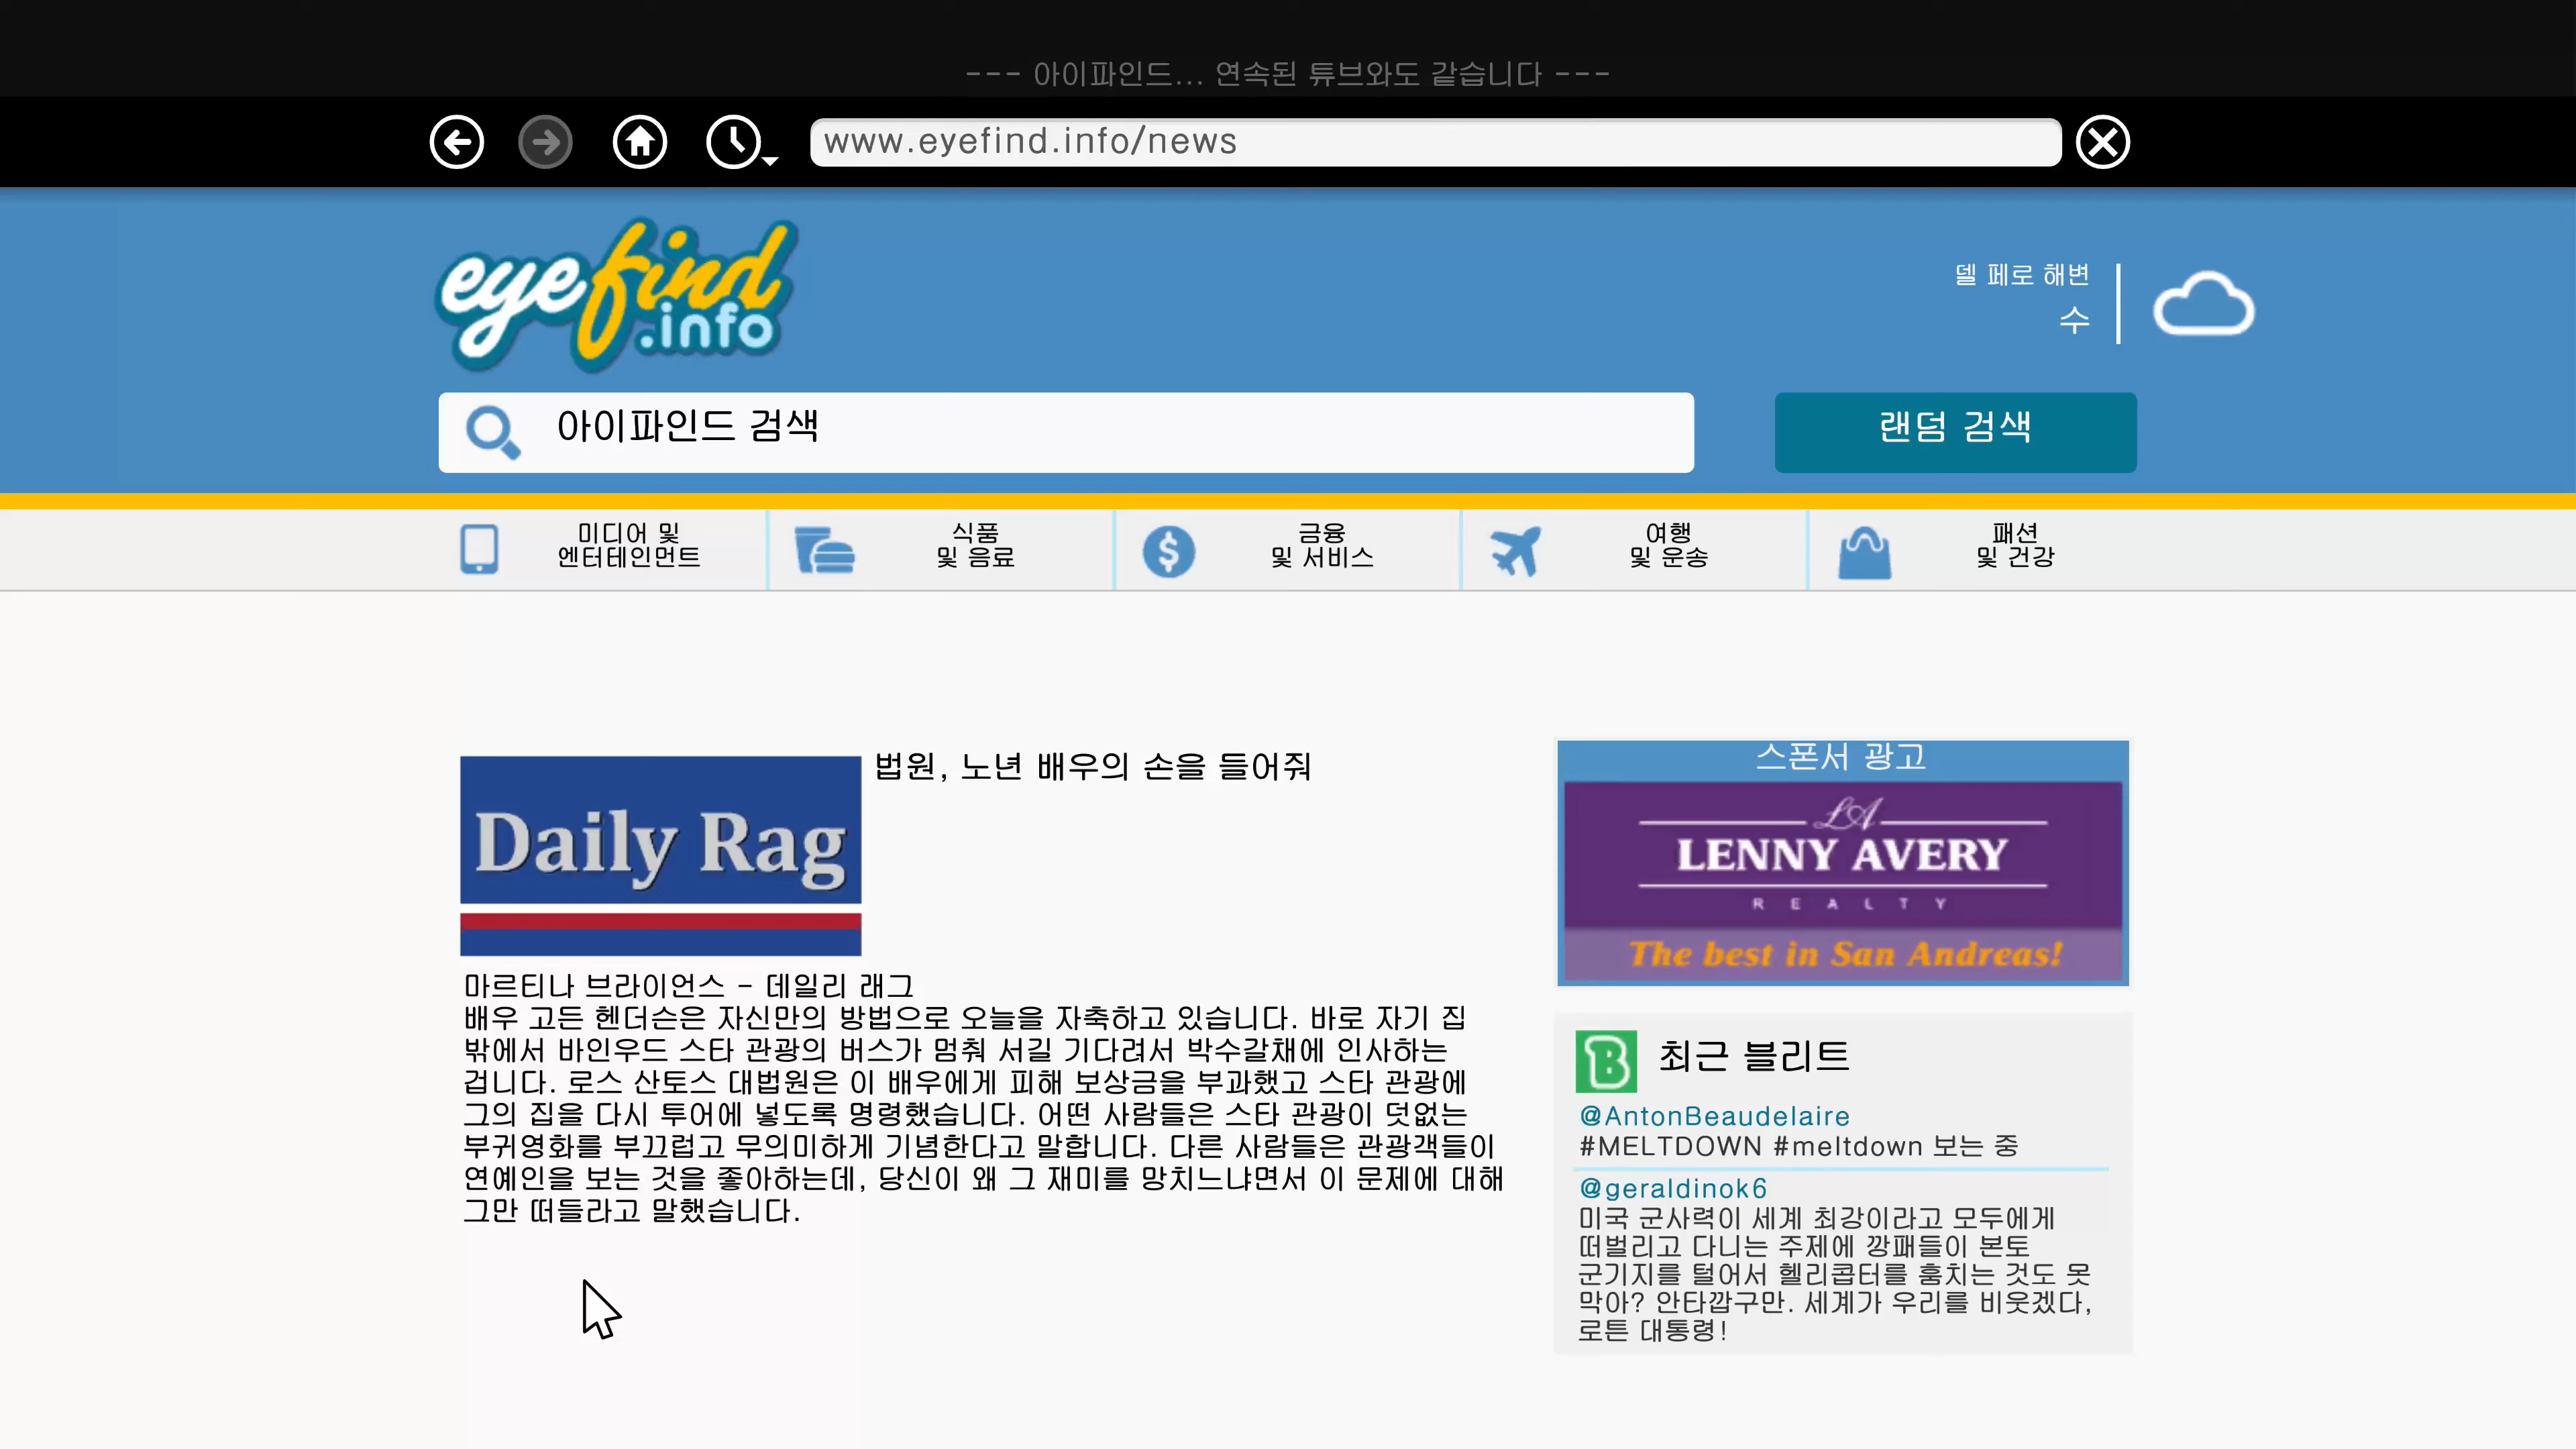 --- 아이파인드... 연속된 튜브와도 같습니다 ---
www.eyefind.info/news
eyefind
.info
델 페로 해변
수
아이파인드 검색
랜덤 검색
미디어 및
엔터테인먼트
식품
및 음료
금융
및 서비스
여행
및 운송
패션
및 건강
Daily Rag
법원, 노년 배우의 손을 들어줘
마르티나 브라이언스 - 데일리 래그
배우 고든 헨더슨은 자신만의 방법으로 오늘을 자축하고 있습니다. 바로 자기 집
밖에서 바인우드 스타 관광의 버스가 멈춰 서길 기다려서 박수갈채에 인사하는
겁니다. 로스 산토스 대법원은 이 배우에게 피해 보상금을 부과했고 스타 관광에
그의 집을 다시 투어에 넣도록 명령했습니다. 어떤 사람들은 스타 관광이 덧없는
부귀영화를 부끄럽고 무의미하게 기념한다고 말합니다. 다른 사람들은 관광객들이
연예인을 보는 것을 좋아하는데, 당신이 왜 그 재미를 망치느냐면서 이 문제에 대해
그만 떠들라고 말했습니다.
스폰서 광고
LA
LENNY AVERY
REALTY
The best in San Andreas!
B
최근 블리트
@AntonBeaudelaire
#MELTDOWN #meltdown 보는 중
@geraldinok6
미국 군사력이 세계 최강이라고 모두에게
떠벌리고 다니는 주제에 깡패들이 본토
군기지를 털어서 헬리콥터를 훔치는 것도 못
막아? 안타깝구만. 세계가 우리를 비웃겠다,
로튼 대통령!